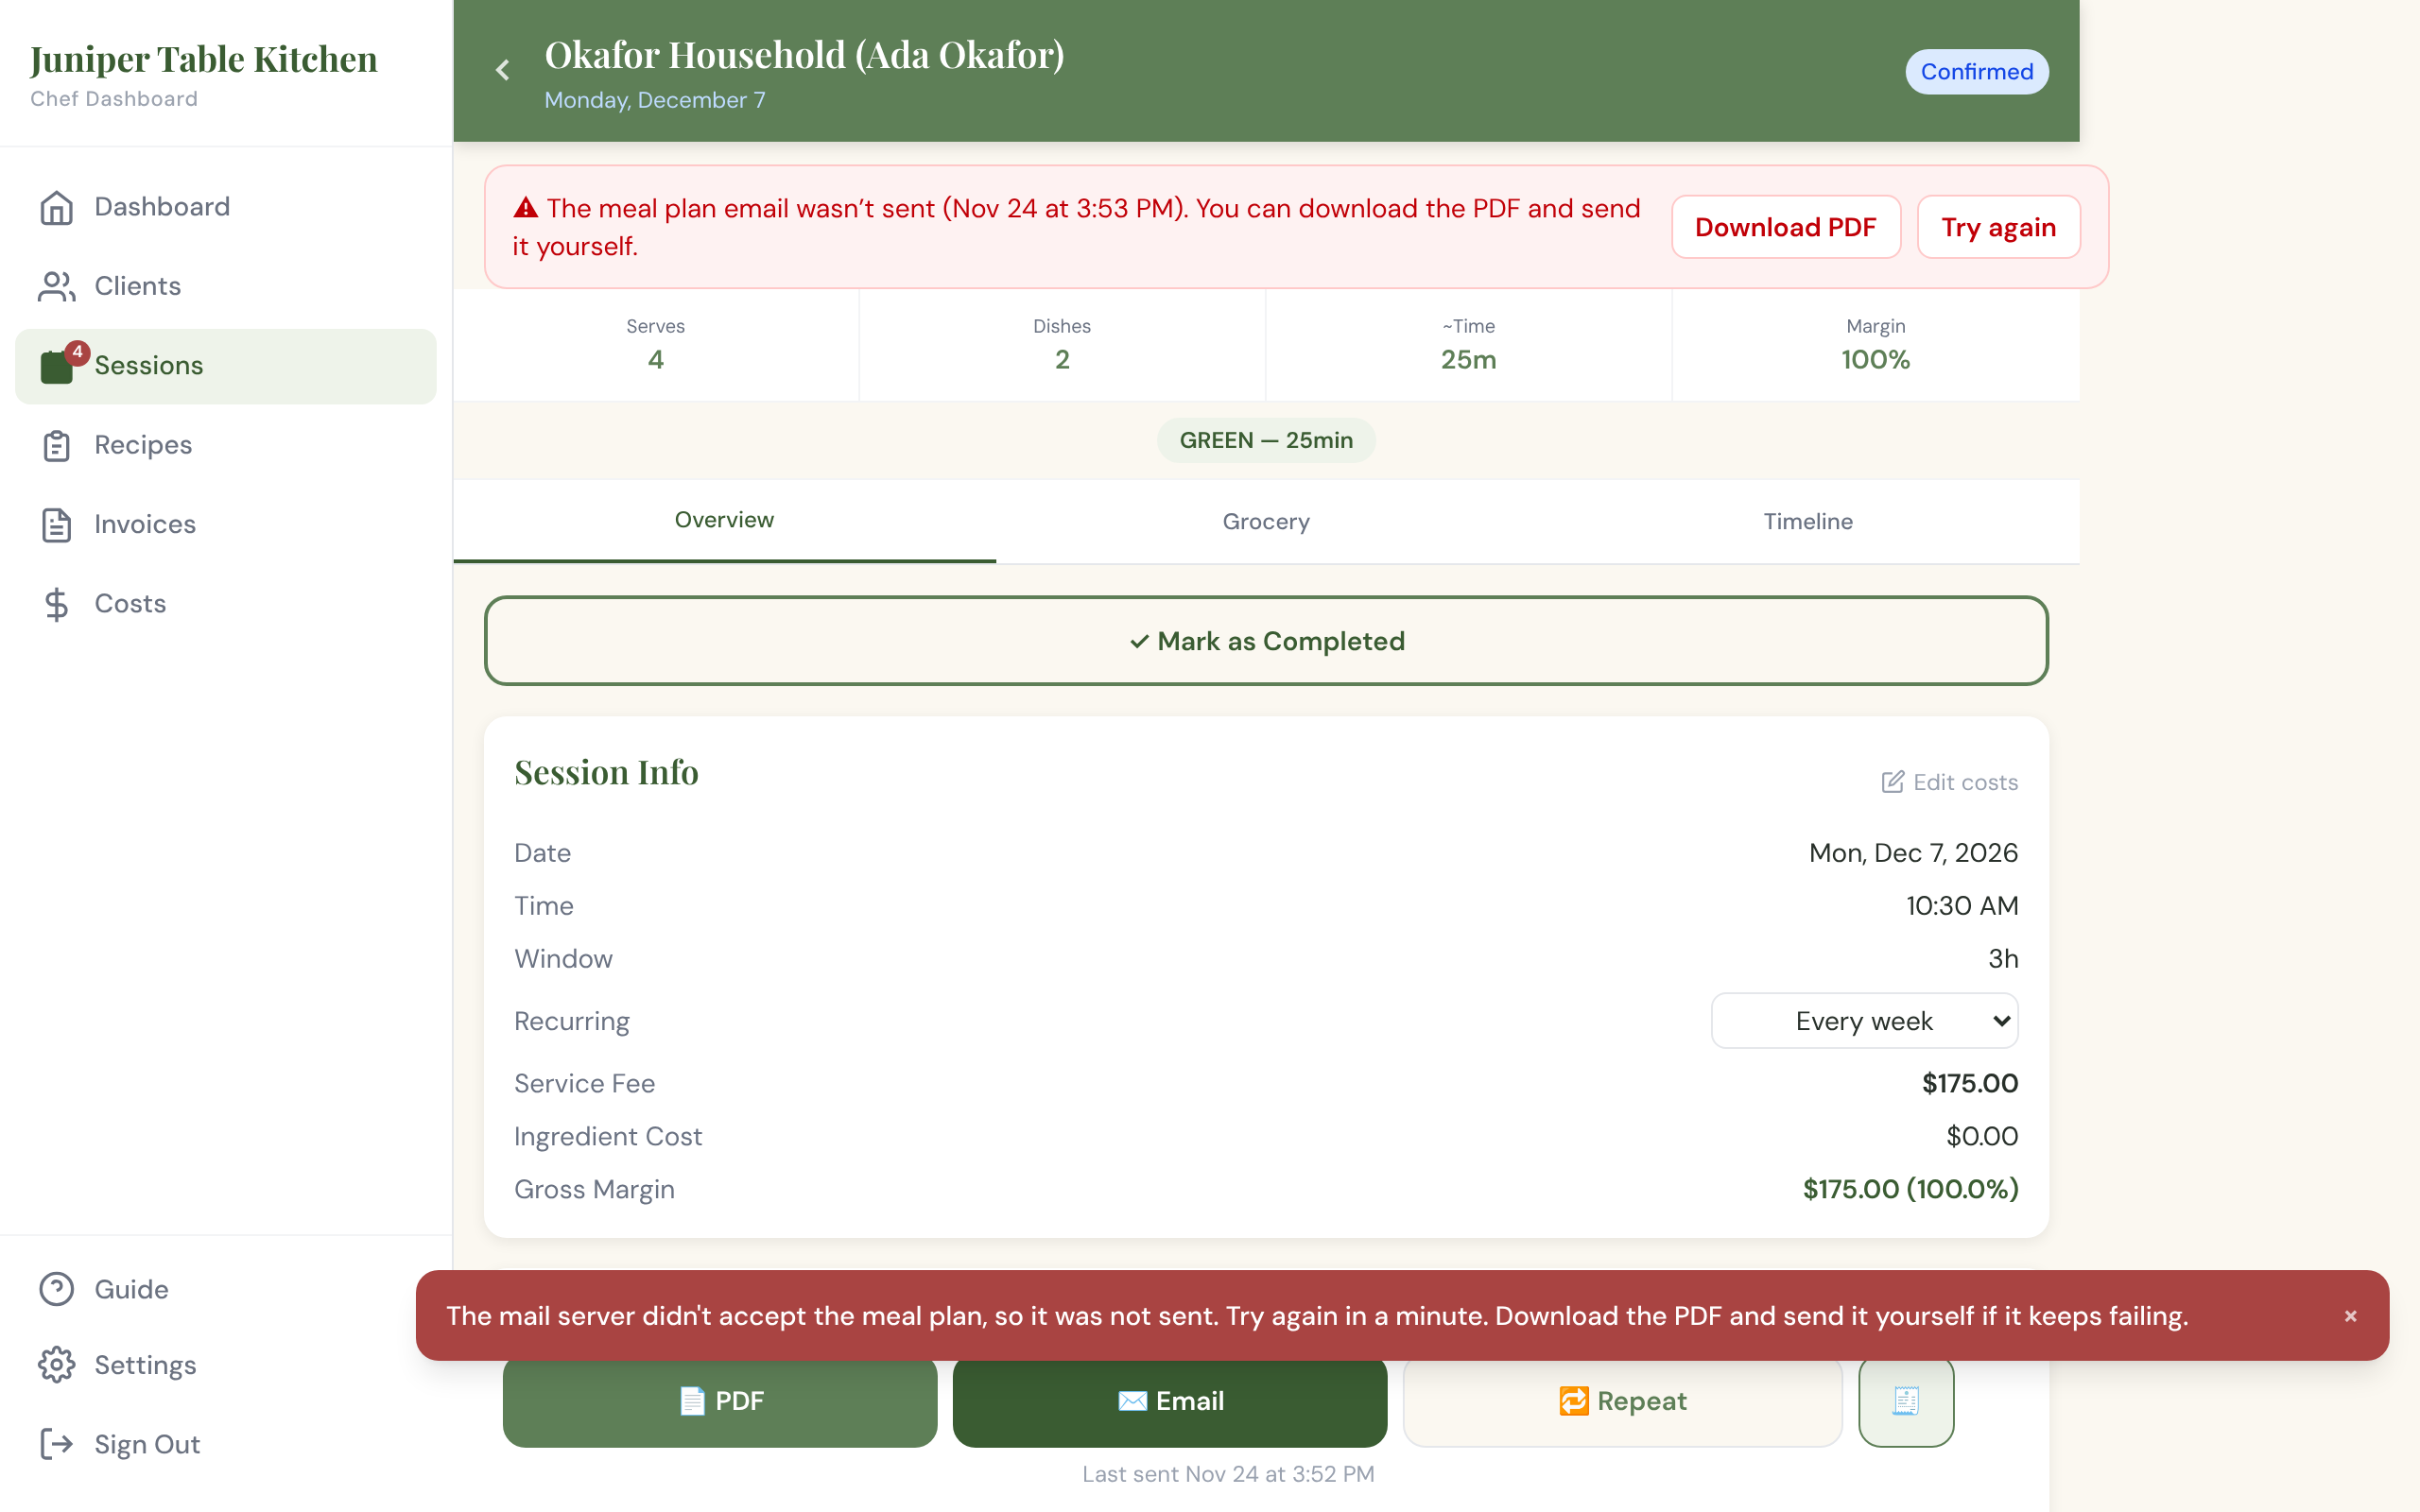 Juniper Table Kitchen
Chef Dashboard
Dashboard
Clients
4
Sessions
Recipes
Invoices
Costs
Guide
Settings
Sign Out
Okafor Household (Ada Okafor)
Monday, December 7
Confirmed
The meal plan email wasn’t sent (Nov 24 at 3:53 PM). You can download the PDF and send
it yourself.
Download PDF
Try again
Serves
4
Dishes
2
~Time
25m
Margin
100%
GREEN — 25min
Overview
Grocery
Timeline
✓ Mark as Completed
Session Info
Edit costs
Date
Mon, Dec 7, 2026
Time
10:30 AM
Window
3h
Recurring
Every week
Service Fee
$175.00
Ingredient Cost
$0.00
Gross Margin
$175.00 (100.0%)
The mail server didn't accept the meal plan, so it was not sent. Try again in a minute. Download the PDF and send it yourself if it keeps failing.
×
PDF
Email
Repeat
Last sent Nov 24 at 3:52 PM